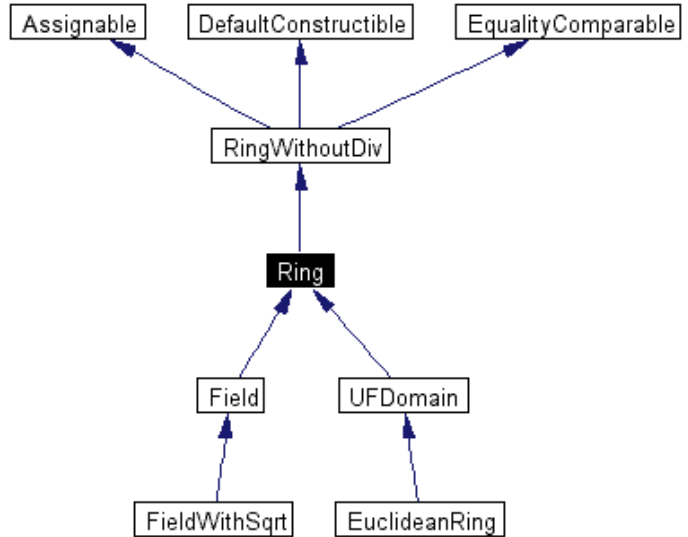 Assignable
DefaultConstructible
EqualityComparable
RingWithoutDiv
Ring
Field
UFDomain
FieldWithSqrt
EuclideanRing